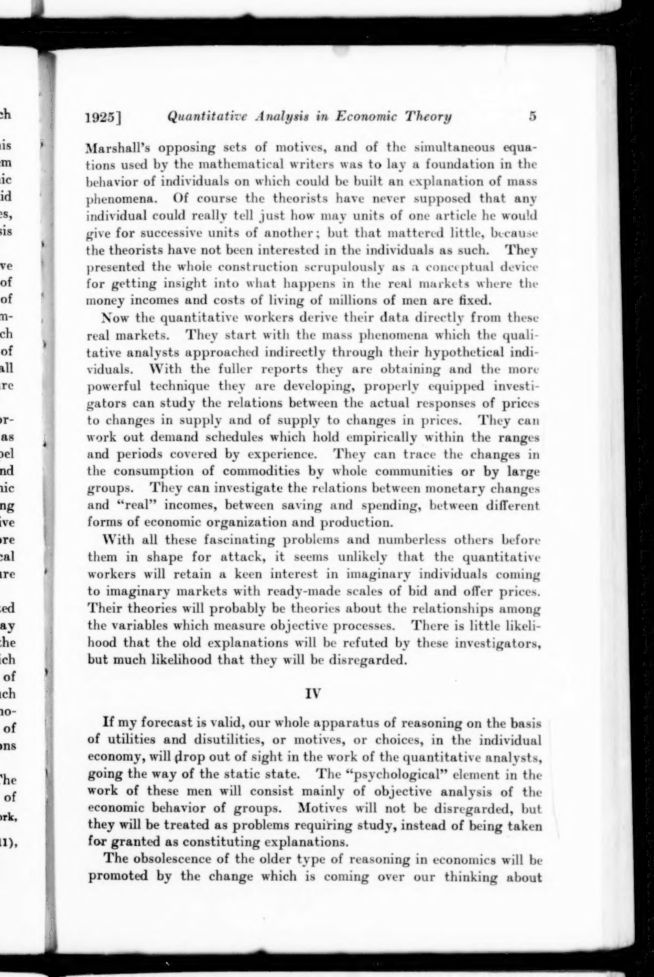 1925] Quantitative Analysis in Economic Theory 5
Marshall's opposing sets of motives, and of the simultaneous equa-
tions used by the mathematical writers was to lay a foundation in the
behavior of individuals on which could be built an explanation of mass
phenomena. Of course the theorists have never supposed that any
individual could really tell just how may units of one article he would
give for successive units of another; but that mattered little, because
the theorists have not been interested in the individuals as such. They
presented the whole construction scrupulously as a conceptual device
for getting insight into what happens in the real markets where the
money incomes and costs of living of millions of men are fixed.
Now the quantitative workers derive their data directly from these
real markets. They start with the mass phenomena which the quali-
tative analysts approached indirectly through their hypothetical indi-
viduals. With the fuller reports they are obtaining and the more
powerful technique they are developing, properly equipped investi-
gators can study the relations between the actual responses of prices
to changes in supply and of supply to changes in prices. They can
work out demand schedules which hold empirically within the ranges
and periods covered by experience. They can trace the changes in
the consumption of commodities by whole communities or by large
groups. They can investigate the relations between monetary changes
and "real" incomes, between saving and spending, between different
forms of economic organization and production.
With all these fascinating problems and numberless others before
them in shape for attack, it seems unlikely that the quantitative
workers will retain a keen interest in imaginary individuals coming
to imaginary markets with ready-made scales of bid and offer prices.
Their theories will probably be theories about the relationships among
the variables which measure objective processes. There is little likeli-
hood that the old explanations will be refuted by these investigators,
but much likelihood that they will be disregarded.
IV
If my forecast is valid, our whole apparatus of reasoning on the basis
of utilities and disutilities, or motives, or choices, in the individual
economy, will drop out of sight in the work of the quantitative analysts,
going the way of the static state. The "psychological" element in the
work of these men will consist mainly of objective analysis of the
economic behavior of groups. Motives will not be disregarded, but
they will be treated as problems requiring study, instead of being taken
for granted as constituting explanations.
The obsolescence of the older type of reasoning in economics will be
promoted by the change which is coming over our thinking about